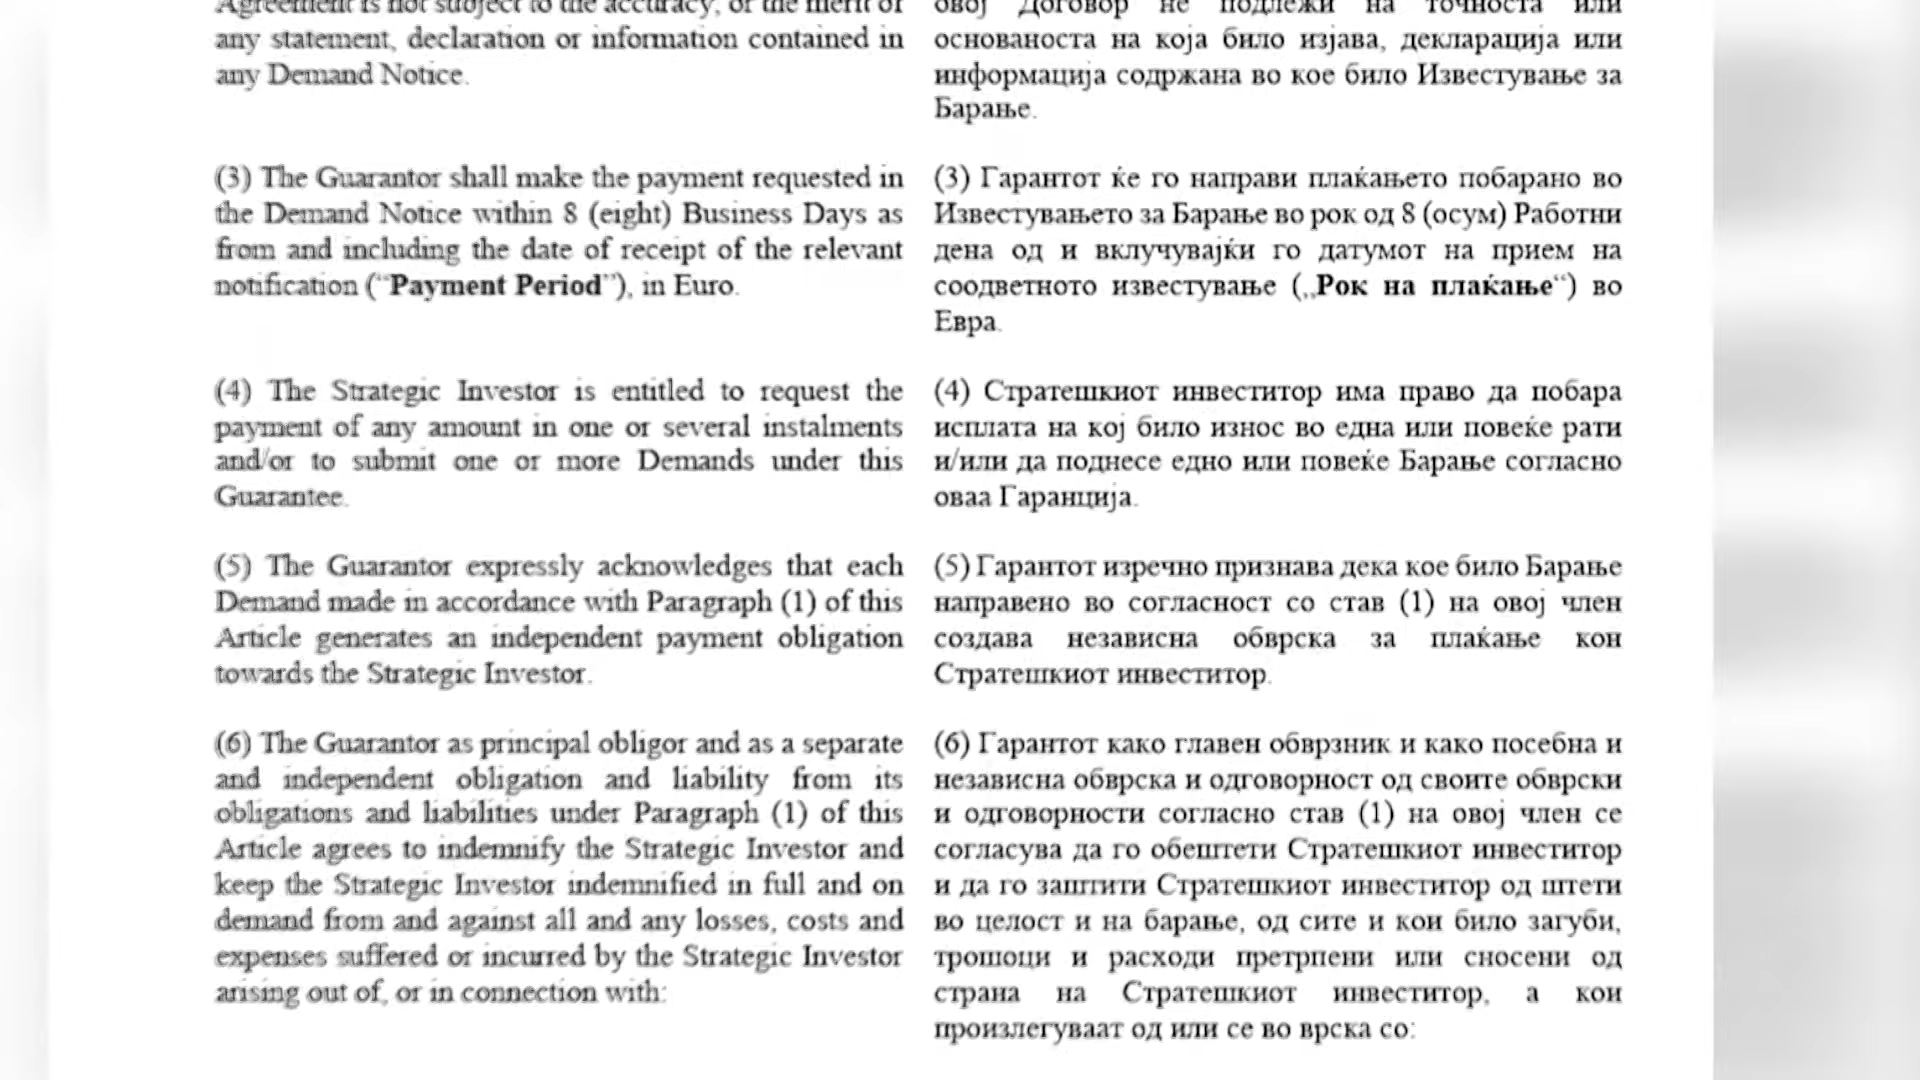 Agreement is not subject to the accuracy, or the merit of
any statement, declaration or information contained in
any Demand Notice.
(3) The Guarantor shall make the payment requested in
the Demand Notice within 8 (eight) Business Days as
from and including the date of receipt of the relevant
notification (“Payment Period”), in Euro.
(4) The Strategic Investor is entitled to request the
payment of any amount in one or several instalments
and/or to submit one or more Demands under this
Guarantee.
(5) The Guarantor expressly acknowledges that each
Demand made in accordance with Paragraph (1) of this
Article generates an independent payment obligation
towards the Strategic Investor.
(6) The Guarantor as principal obligor and as a separate
and independent obligation and liability from its
obligations and liabilities under Paragraph (1) of this
Article agrees to indemnify the Strategic Investor and
keep the Strategic Investor indemnified in full and on
demand from and against all and any losses, costs and
expenses suffered or incurred by the Strategic Investor
arising out of, or in connection with:
овој Договор не подлежи на точноста или
основаноста на која било изјава, декларација или
информација содржана во кое било Известување за
Барање.
(3) Гарантот ќе го направи плаќањето побарано во
Известувањето за Барање во рок од 8 (осум) Работни
дена од и вклучувајќи го датумот на прием на
соодветното известување („Рок на плаќање“) во
Евра.
(4) Стратешкиот инвеститор има право да побара
исплата на кој било износ во една или повеќе рати
и/или да поднесе едно или повеќе Барање согласно
оваа Гаранција.
(5) Гарантот изречно признава дека кое било Барање
направено во согласност со став (1) на овој член
создава независна обврска за плаќање кон
Стратешкиот инвеститор.
(6) Гарантот како главен обврзник и како посебна и
независна обврска и одговорност од своите обврски
и одговорности согласно став (1) на овој член се
согласува да го обештети Стратешкиот инвеститор
и да го заштити Стратешкиот инвеститор од штети
во целост и на барање, од сите и кои било загуби,
трошоци и расходи претрпени или сносени од
страна на Стратешкиот инвеститор, а кои
произлегуваат од или се во врска со: